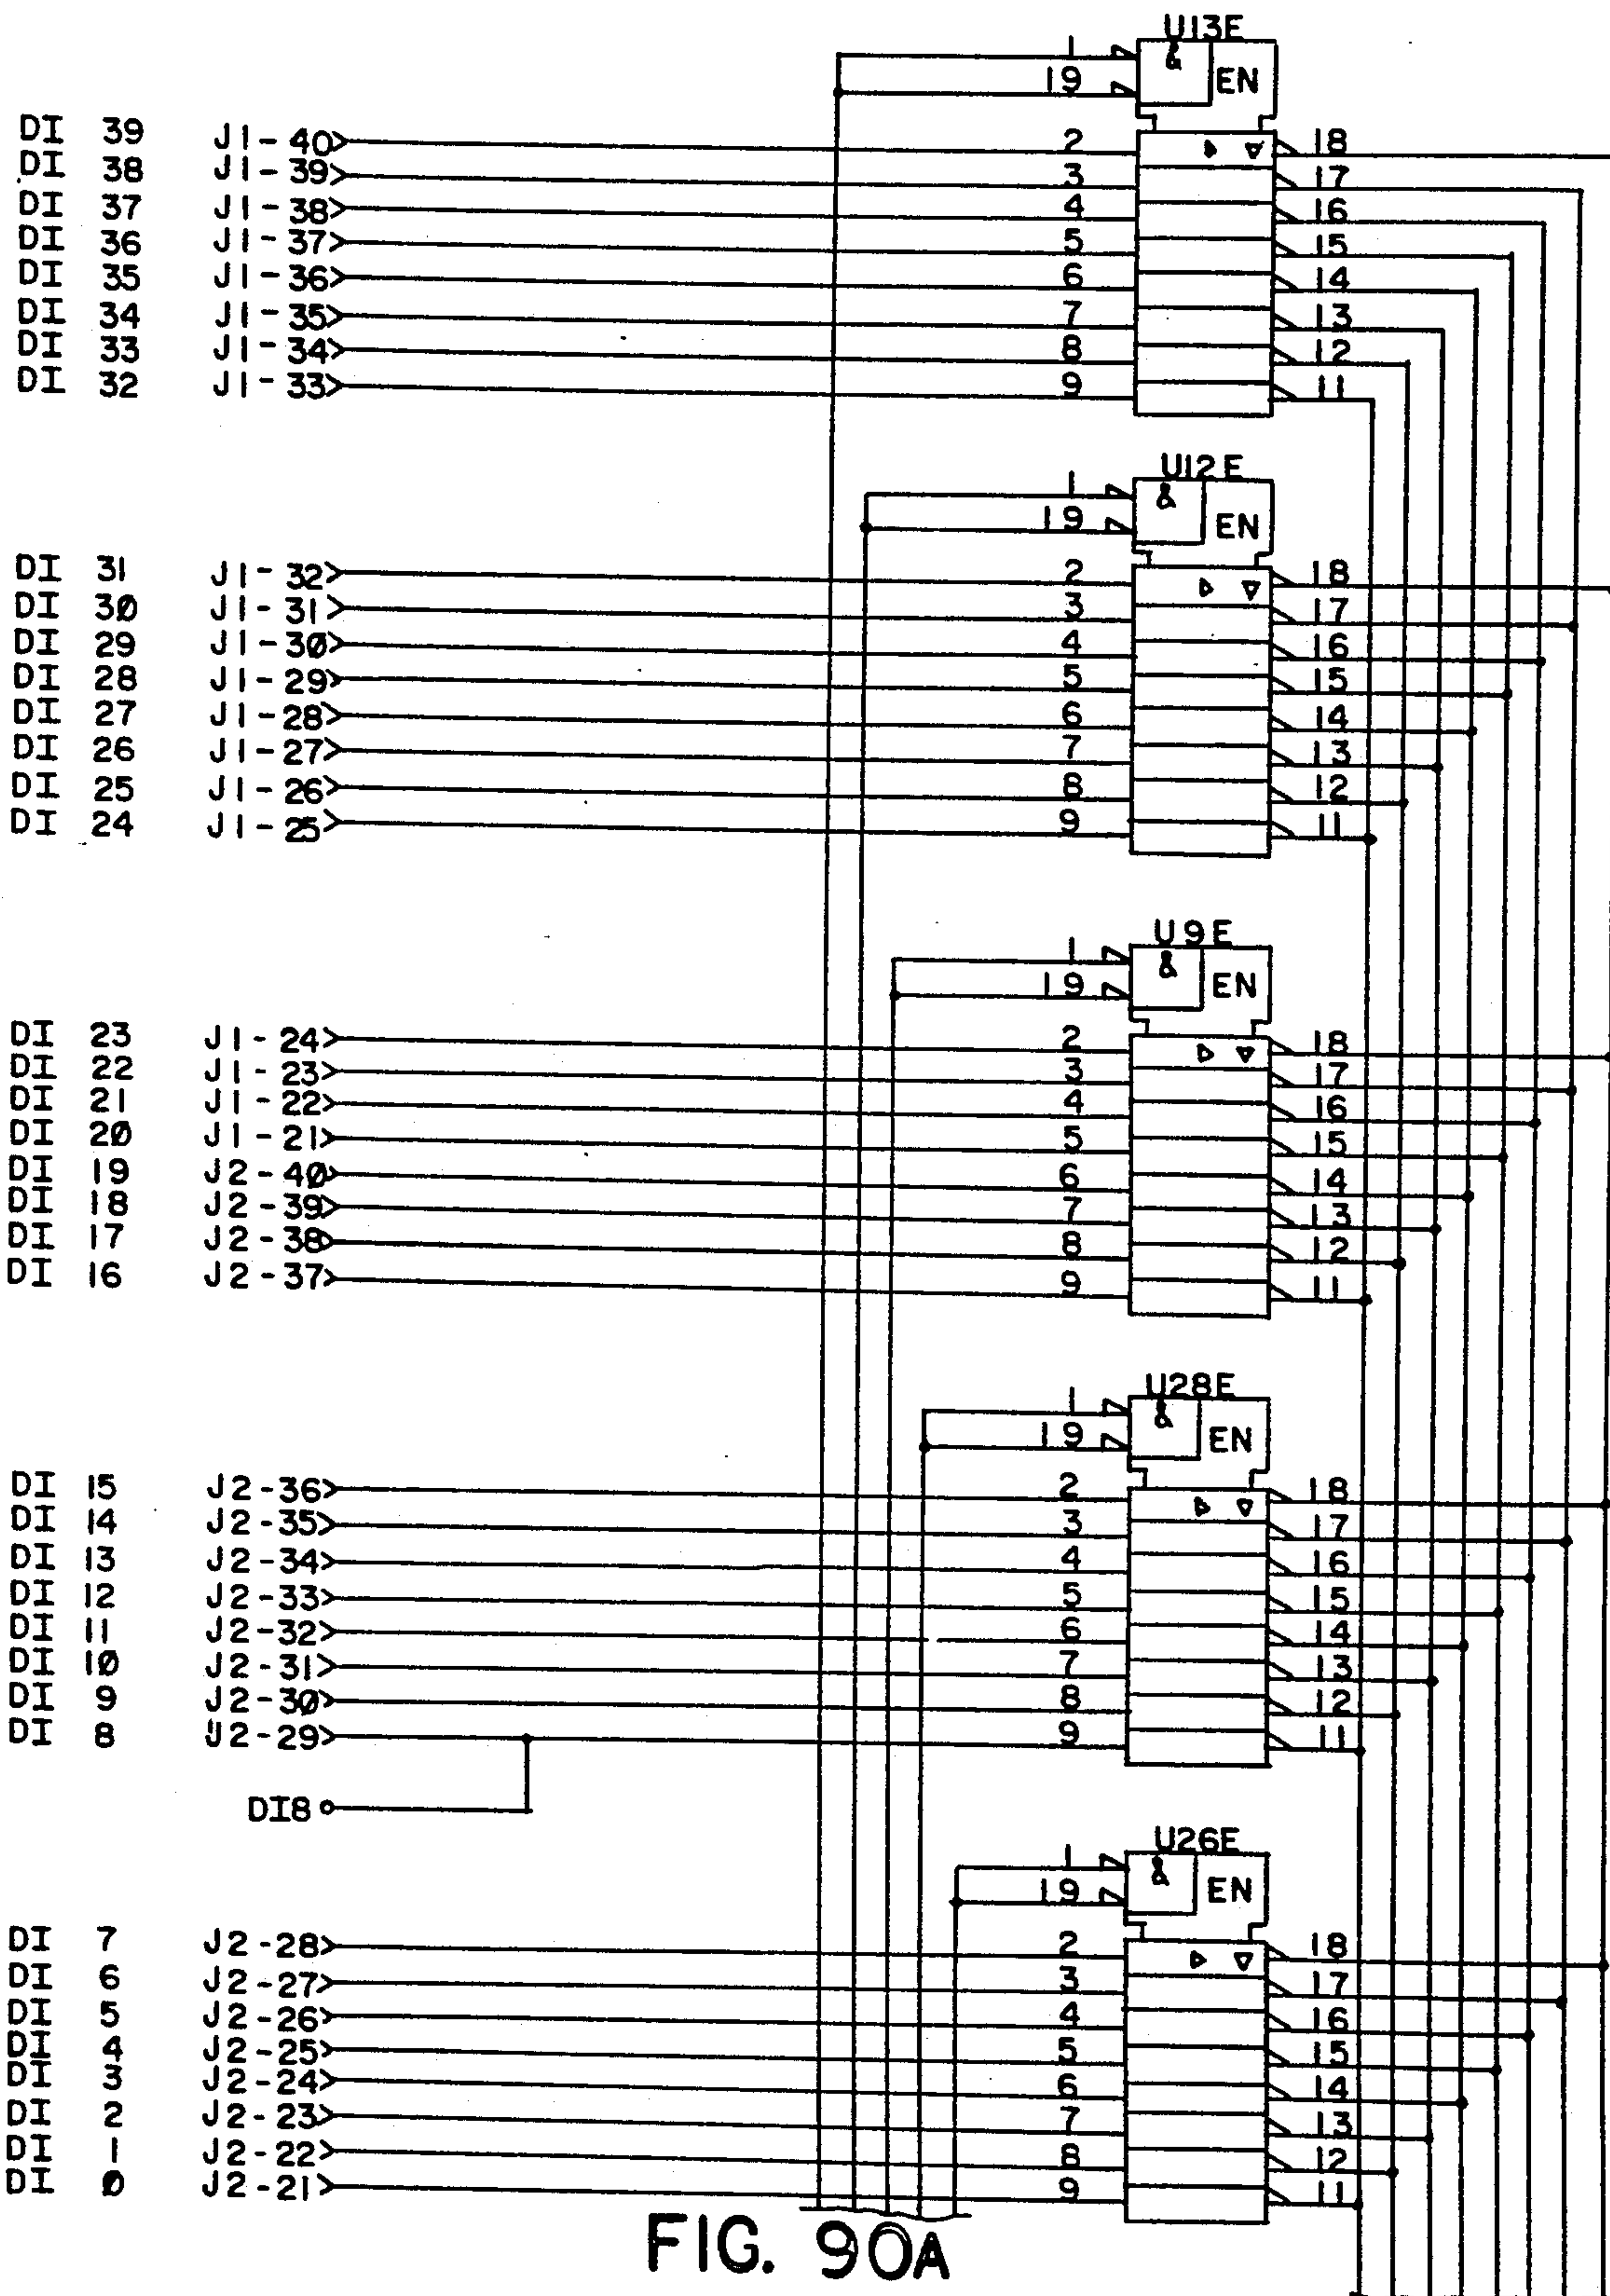 U13E
1
19
&
EN
DI 39 J1-40 2 18
DI 38 J1-39 3 17
DI 37 J1-38 4 16
DI 36 J1-37 5 15
DI 35 J1-36 6 14
DI 34 J1-35 7 13
DI 33 J1-34 8 12
DI 32 J1-33 9 11
U12E
1
19
&
EN
DI 31 J1-32 2 18
DI 30 J1-31 3 17
DI 29 J1-30 4 16
DI 28 J1-29 5 15
DI 27 J1-28 6 14
DI 26 J1-27 7 13
DI 25 J1-26 8 12
DI 24 J1-25 9 11
U9E
1
19
&
EN
DI 23 J1-24 2 18
DI 22 J1-23 3 17
DI 21 J1-22 4 16
DI 20 J1-21 5 15
DI 19 J2-40 6 14
DI 18 J2-39 7 13
DI 17 J2-38 8 12
DI 16 J2-37 9 11
U28E
1
19
&
EN
DI 15 J2-36 2 18
DI 14 J2-35 3 17
DI 13 J2-34 4 16
DI 12 J2-33 5 15
DI 11 J2-32 6 14
DI 10 J2-31 7 13
DI 9 J2-30 8 12
DI 8 J2-29 9 11
DI8
U26E
1
19
&
EN
DI 7 J2-28 2 18
DI 6 J2-27 3 17
DI 5 J2-26 4 16
DI 4 J2-25 5 15
DI 3 J2-24 6 14
DI 2 J2-23 7 13
DI 1 J2-22 8 12
DI 0 J2-21 9 11
FIG. 90A